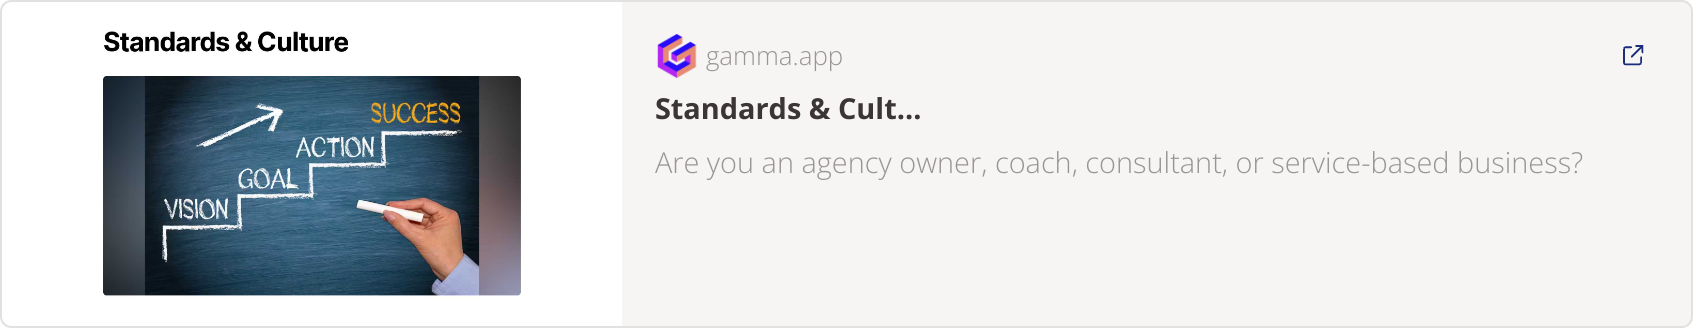 Standards & Culture
SUCCESS
ACTION
GOAL
VISION
gamma.app
Standards & Cult...
Are you an agency owner, coach, consultant, or service-based business?